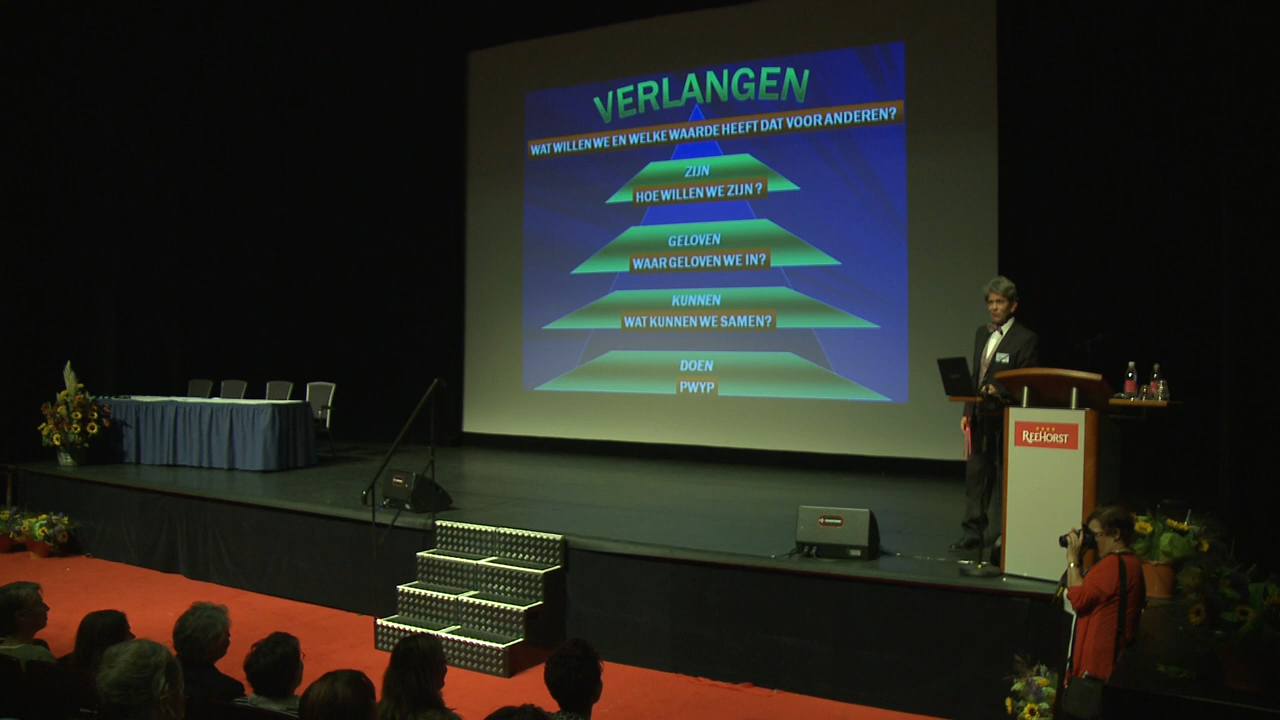 VERLANGEN
WAT WILLEN WE EN WELKE WAARDE HEEFT DAT VOOR ANDEREN?
ZIJN
HOE WILLEN WE ZIJN ?
GELOVEN
WAAR GELOVEN WE IN?
KUNNEN
WAT KUNNEN WE SAMEN?
DOEN
PWYP
REEHORST